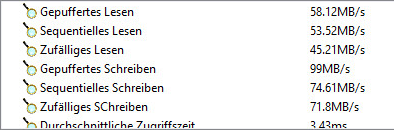 Gepuffertes Lesen 58.12MB/s
Sequentielles Lesen 53.52MB/s
Zufälliges Lesen 45.21MB/s
Gepuffertes Schreiben 99MB/s
Sequentielles Schreiben 74.61MB/s
Zufälliges SChreiben 71.8MB/s
Durchschnittliche Zugriffszeit 3.43ms